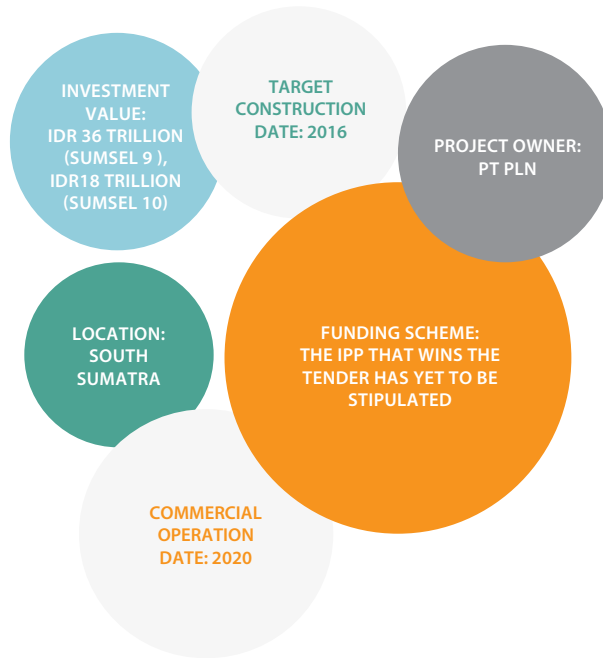 INVESTMENT
VALUE:
IDR 36 TRILLION
(SUMSEL 9 ),
IDR18 TRILLION
(SUMSEL 10)
TARGET
CONSTRUCTION
DATE: 2016
PROJECT OWNER:
PT PLN
LOCATION:
SOUTH
SUMATRA
FUNDING SCHEME:
THE IPP THAT WINS THE
TENDER HAS YET TO BE
STIPULATED
COMMERCIAL
OPERATION
DATE: 2020